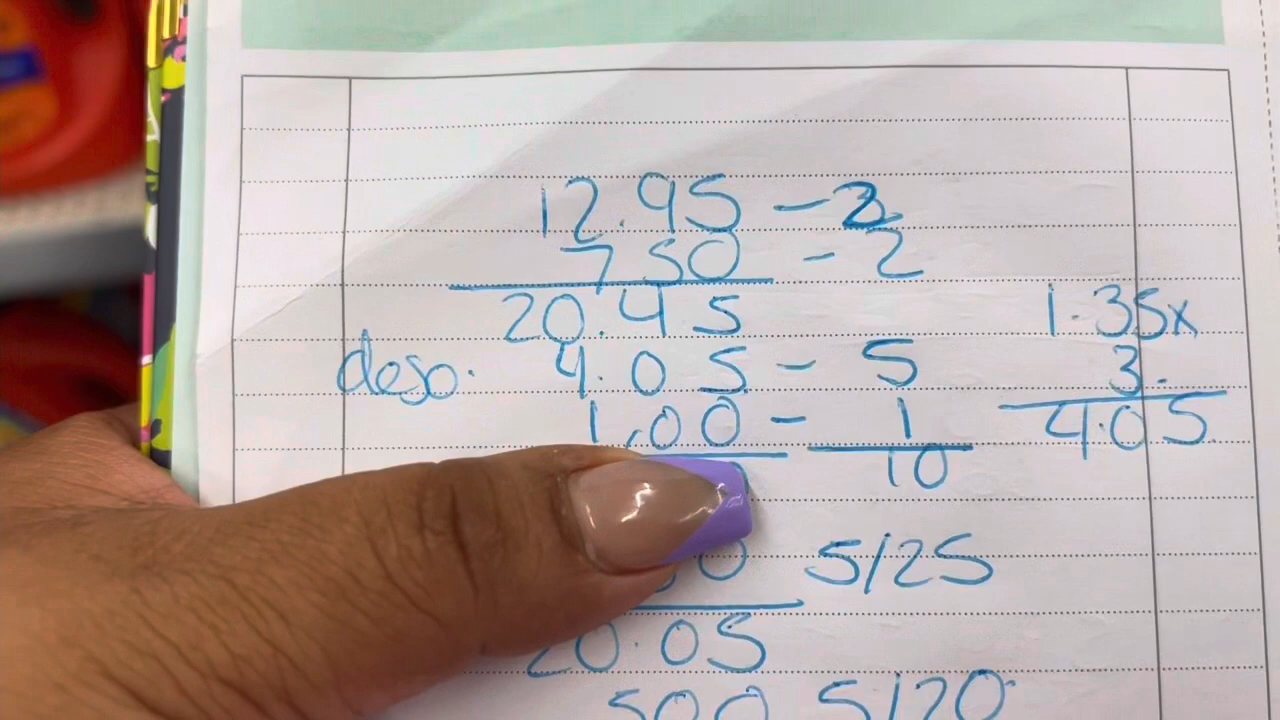 12.95 - 2
7 50 - 2
20.45
deso. 4.05 - 5
1.00 - 1
10
5/25
20.05
500 5/20
1.35x
3.
4.05